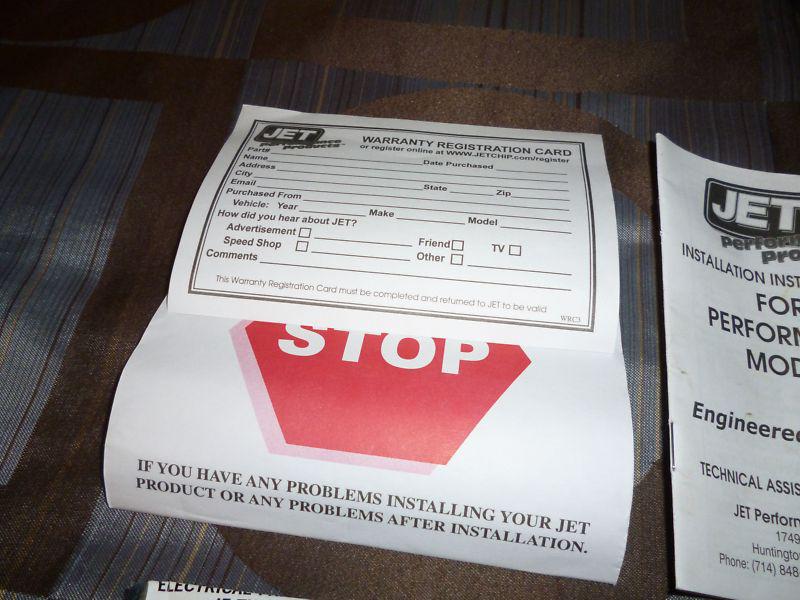 JET
performance
products
WARRANTY REGISTRATION CARD
or register online at WWW.JETCHIP.com/register
Part#
Date Purchased
Name
Address
City State Zip
Email
Purchased From
Vehicle: Year Make Model
How did you hear about JET?
Advertisement Friend TV
Speed Shop Other
Comments
This Warranty Registration Card must be completed and returned to JET to be valid
WRC3
STOP
IF YOU HAVE ANY PROBLEMS INSTALLING YOUR JET
PRODUCT OR ANY PROBLEMS AFTER INSTALLATION.
JET
INSTALLATION INST
FOR
PERFORM
MOD
Engineered
TECHNICAL ASSIS
JET Perform
1749
Huntington
Phone: (714) 848
ELECTRICAL